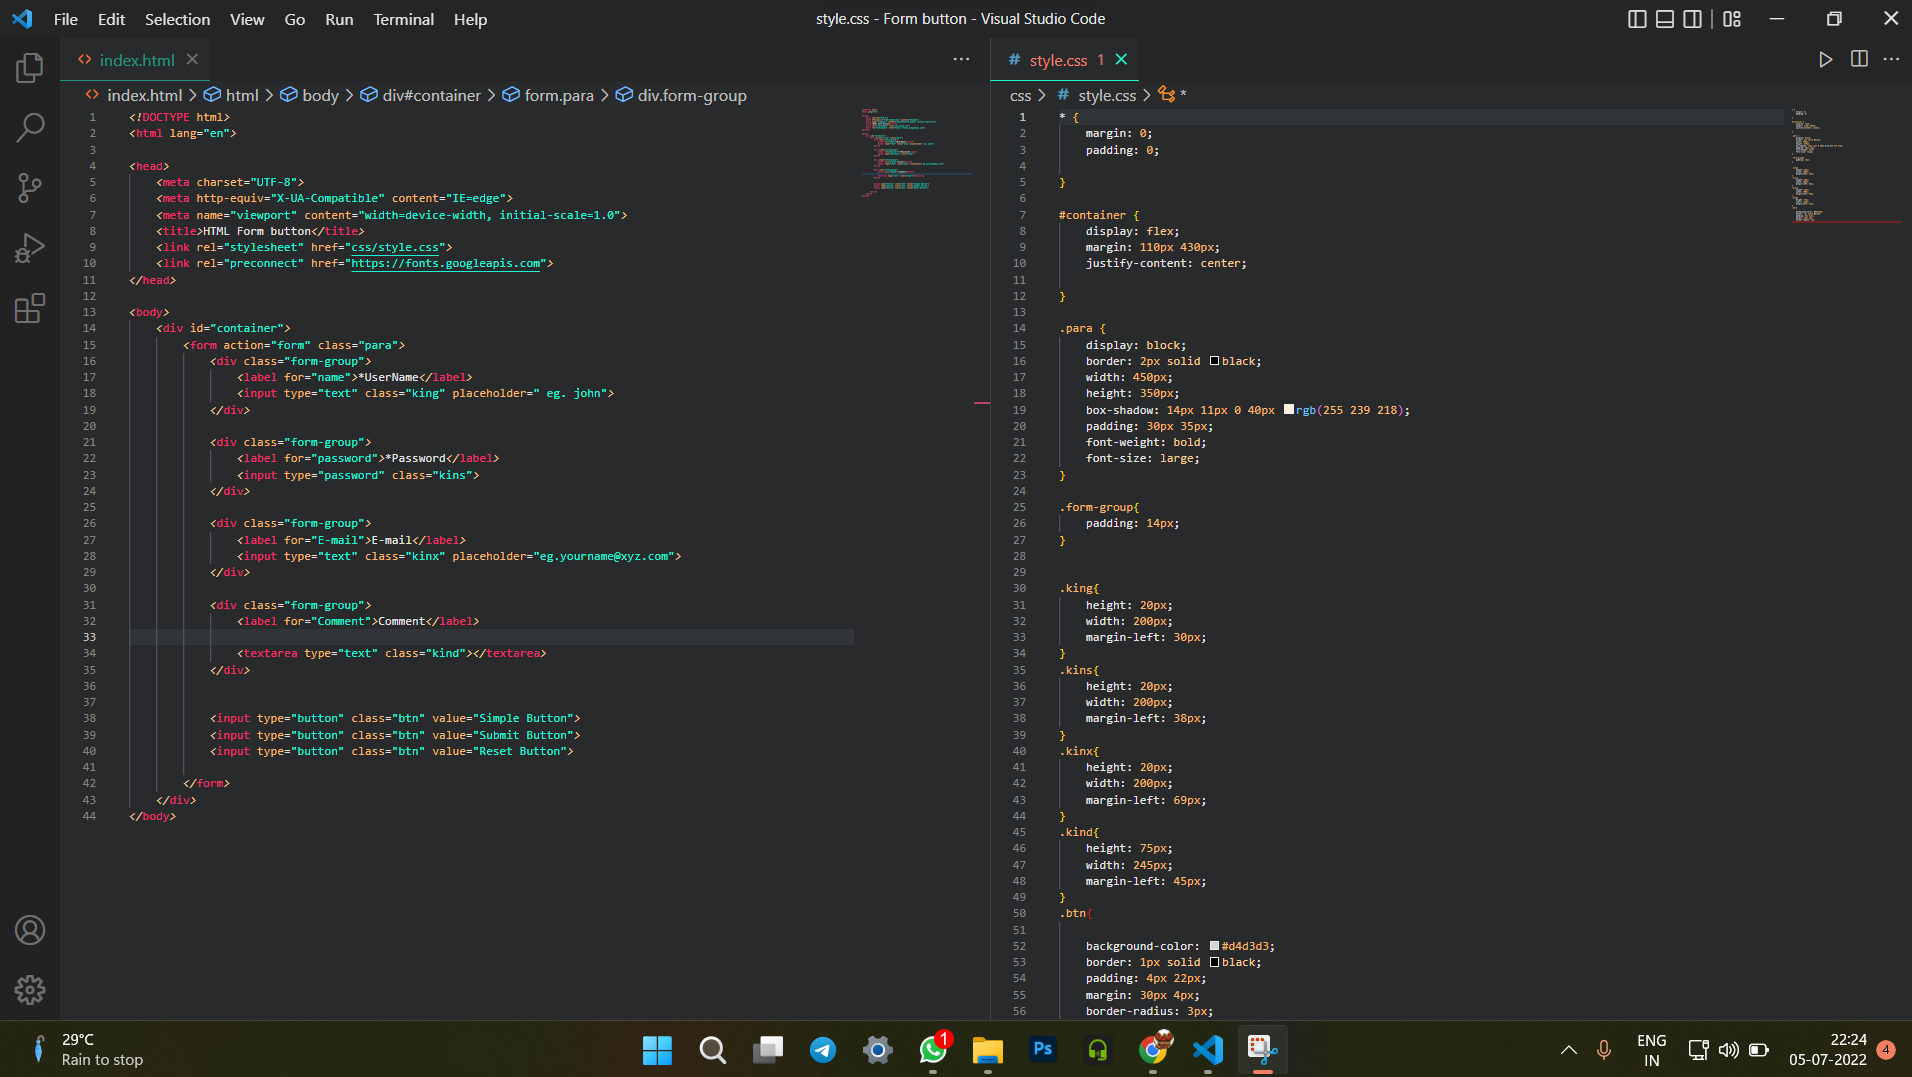 File Edit Selection View Go Run Terminal Help
style.css - Form button - Visual Studio Code
index.html
index.html > html > body > div#container > form.para > div.form-group
1 <!DOCTYPE html>
2 <html lang="en">
3
4 <head>
5 <meta charset="UTF-8">
6 <meta http-equiv="X-UA-Compatible" content="IE=edge">
7 <meta name="viewport" content="width=device-width, initial-scale=1.0">
8 <title>HTML Form button</title>
9 <link rel="stylesheet" href="css/style.css">
10 <link rel="preconnect" href="https://fonts.googleapis.com">
11 </head>
12
13 <body>
14 <div id="container">
15 <form action="form" class="para">
16 <div class="form-group">
17 <label for="name">*UserName</label>
18 <input type="text" class="king" placeholder=" eg. john">
19 </div>
20
21 <div class="form-group">
22 <label for="password">*Password</label>
23 <input type="password" class="kins">
24 </div>
25
26 <div class="form-group">
27 <label for="E-mail">E-mail</label>
28 <input type="text" class="kinx" placeholder="eg.yourname@xyz.com">
29 </div>
30
31 <div class="form-group">
32 <label for="Comment">Comment</label>
33
34 <textarea type="text" class="kind"></textarea>
35 </div>
36
37
38 <input type="button" class="btn" value="Simple Button">
39 <input type="button" class="btn" value="Submit Button">
40 <input type="button" class="btn" value="Reset Button">
41
42 </form>
43 </div>
44 </body>
# style.css 1
css > # style.css > *
1 * {
2 margin: 0;
3 padding: 0;
4
5 }
6
7 #container {
8 display: flex;
9 margin: 110px 430px;
10 justify-content: center;
11
12 }
13
14 .para {
15 display: block;
16 border: 2px solid black;
17 width: 450px;
18 height: 350px;
19 box-shadow: 14px 11px 0 40px rgb(255 239 218);
20 padding: 30px 35px;
21 font-weight: bold;
22 font-size: large;
23 }
24
25 .form-group{
26 padding: 14px;
27 }
28
29
30 .king{
31 height: 20px;
32 width: 200px;
33 margin-left: 30px;
34 }
35 .kins{
36 height: 20px;
37 width: 200px;
38 margin-left: 38px;
39 }
40 .kinx{
41 height: 20px;
42 width: 200px;
43 margin-left: 69px;
44 }
45 .kind{
46 height: 75px;
47 width: 245px;
48 margin-left: 45px;
49 }
50 .btn{
51
52 background-color: #d4d3d3;
53 border: 1px solid black;
54 padding: 4px 22px;
55 margin: 30px 4px;
56 border-radius: 3px;
29°C
Rain to stop
1
Ps
ENG
IN
22:24
05-07-2022
4